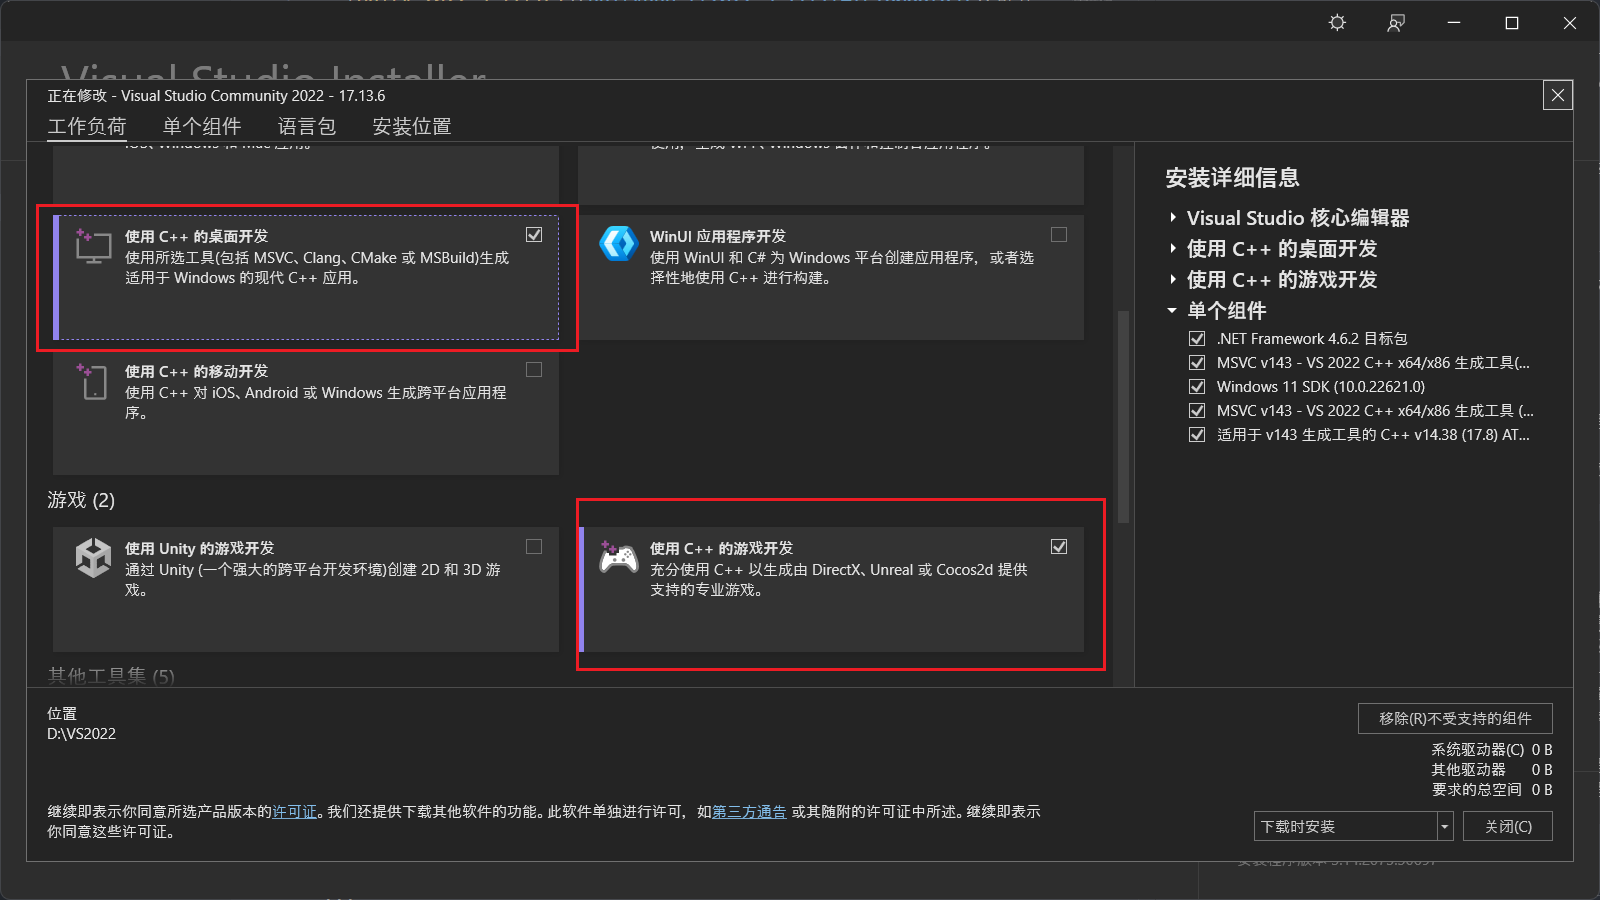 Visual Studio Installer
正在修改 - Visual Studio Community 2022 - 17.13.6
工作负荷
单个组件
语言包
安装位置
使用 C++ 的桌面开发
使用所选工具(包括 MSVC、Clang、CMake 或 MSBuild)生成
适用于 Windows 的现代 C++ 应用。
WinUI 应用程序开发
使用 WinUI 和 C# 为 Windows 平台创建应用程序，或者选
择性地使用 C++ 进行构建。
使用 C++ 的移动开发
使用 C++ 对 iOS、Android 或 Windows 生成跨平台应用程
序。
游戏 (2)
使用 Unity 的游戏开发
通过 Unity (一个强大的跨平台开发环境)创建 2D 和 3D 游
戏。
使用 C++ 的游戏开发
充分使用 C++ 以生成由 DirectX、Unreal 或 Cocos2d 提供
支持的专业游戏。
其他工具集 (5)
安装详细信息
Visual Studio 核心编辑器
使用 C++ 的桌面开发
使用 C++ 的游戏开发
单个组件
.NET Framework 4.6.2 目标包
MSVC v143 - VS 2022 C++ x64/x86 生成工具(...
Windows 11 SDK (10.0.22621.0)
MSVC v143 - VS 2022 C++ x64/x86 生成工具 (...
适用于 v143 生成工具的 C++ v14.38 (17.8) AT...
位置
D:\VS2022
移除(R)不受支持的组件
系统驱动器(C) 0 B
其他驱动器 0 B
要求的总空间 0 B
继续即表示你同意所选产品版本的许可证。我们还提供下载其他软件的功能。此软件单独进行许可，如第三方通告 或其随附的许可证中所述。继续即表示
你同意这些许可证。
下载时安装
关闭(C)